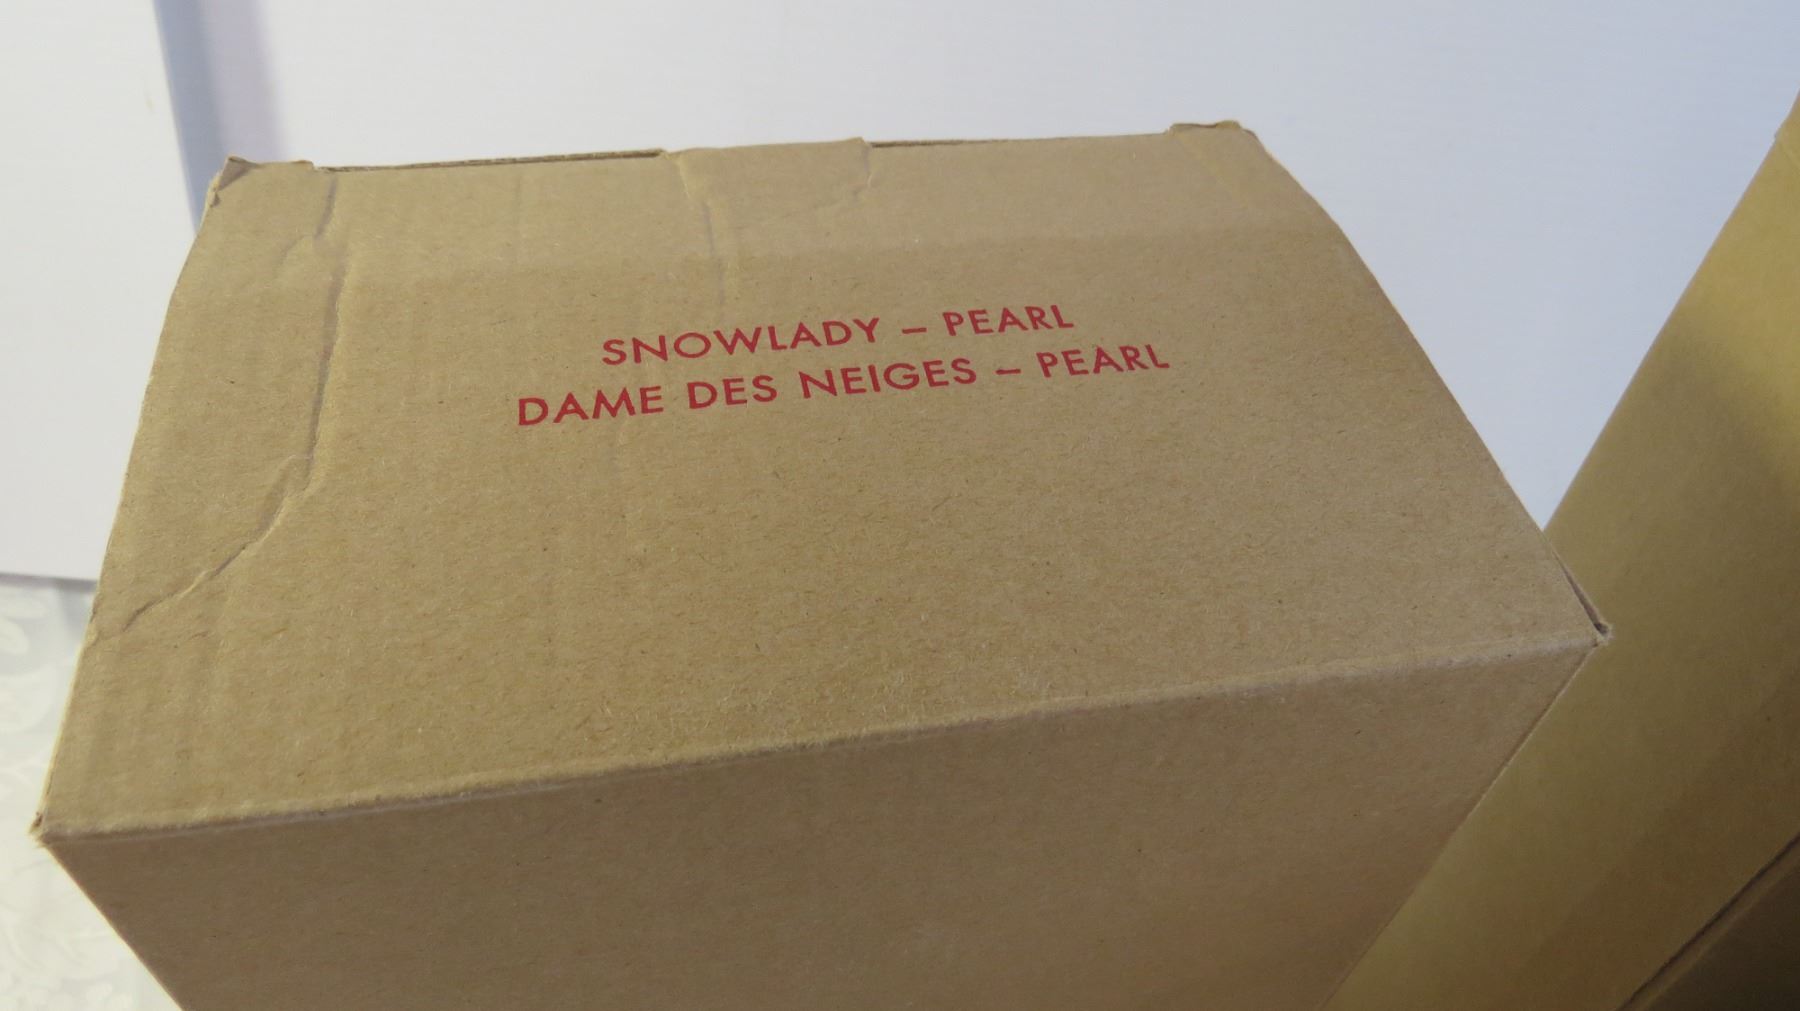 SNOWLADY – PEARL
DAME DES NEIGES – PEARL